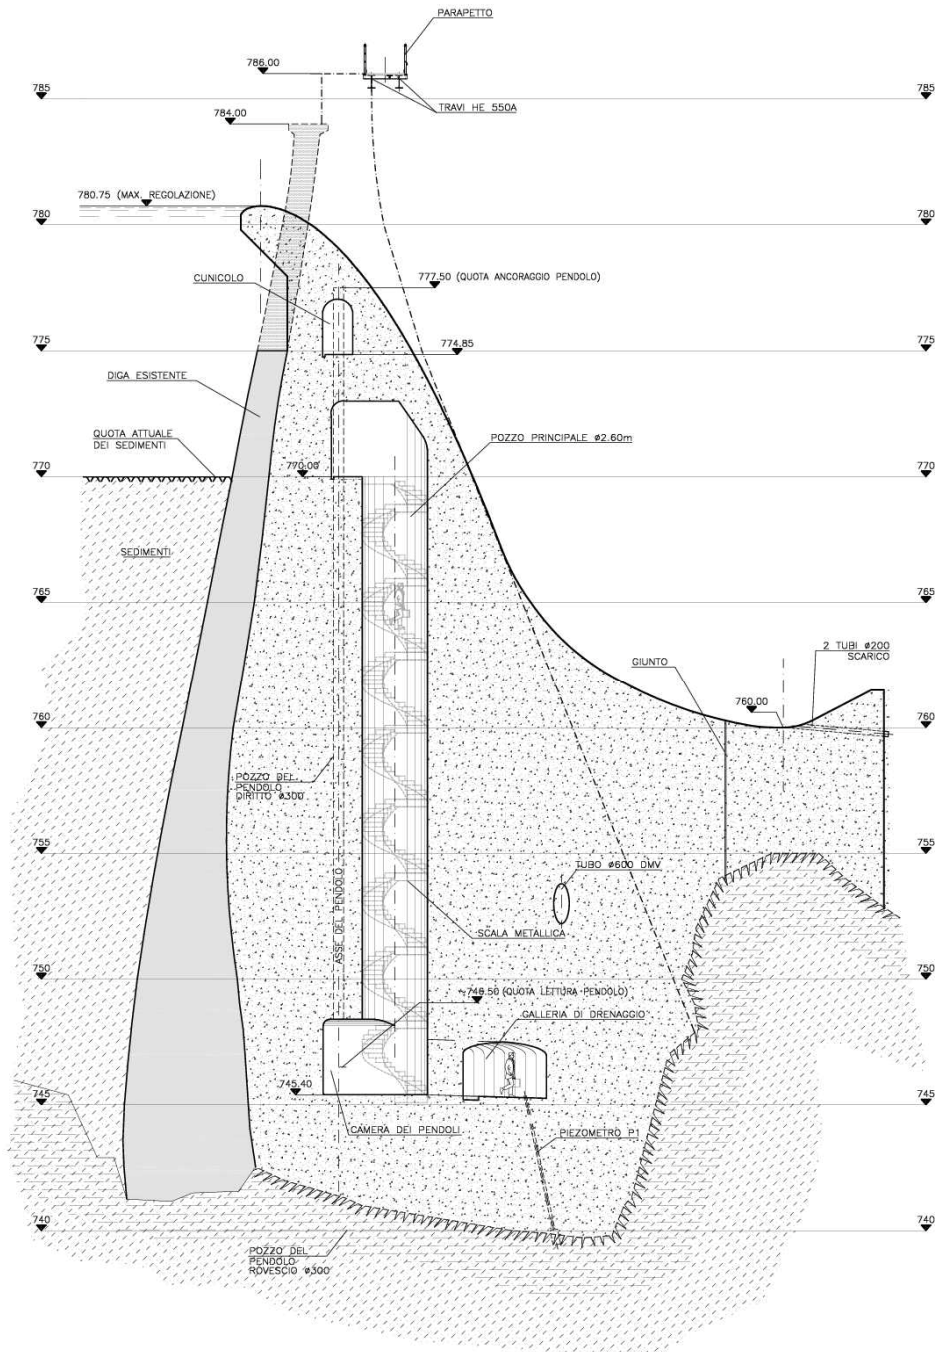 PARAPETTO
786.00
785
785
TRAVI HE 550A
784.00
780.75 (MAX. REGOLAZIONE)
780
780
CUNICOLO
777.50 (QUOTA ANCORAGGIO PENDOLO)
775
774.85
775
DIGA ESISTENTE
QUOTA ATTUALE
DEI SEDIMENTI
POZZO PRINCIPALE ø2.60m
770
770.00
770
SEDIMENTI
765
765
2 TUBI ø200
SCARICO
GIUNTO
760.00
760
760
POZZO DEL
PENDOLO
DIRITTO ø300
755
755
TUBO ø600 DMV
ASSE DEL PENDOLO
SCALA METALLICA
750
750
~746.50 (QUOTA LETTURA PENDOLO)
GALLERIA DI DRENAGGIO
745.40
745
745
CAMERA DEI PENDOLI
PIEZOMETRO P1
740
740
POZZO DEL
PENDOLO
ROVESCIO ø300